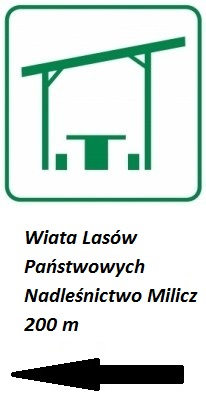 Wiata Lasów
Państwowych
Nadleśnictwo Milicz
200 m